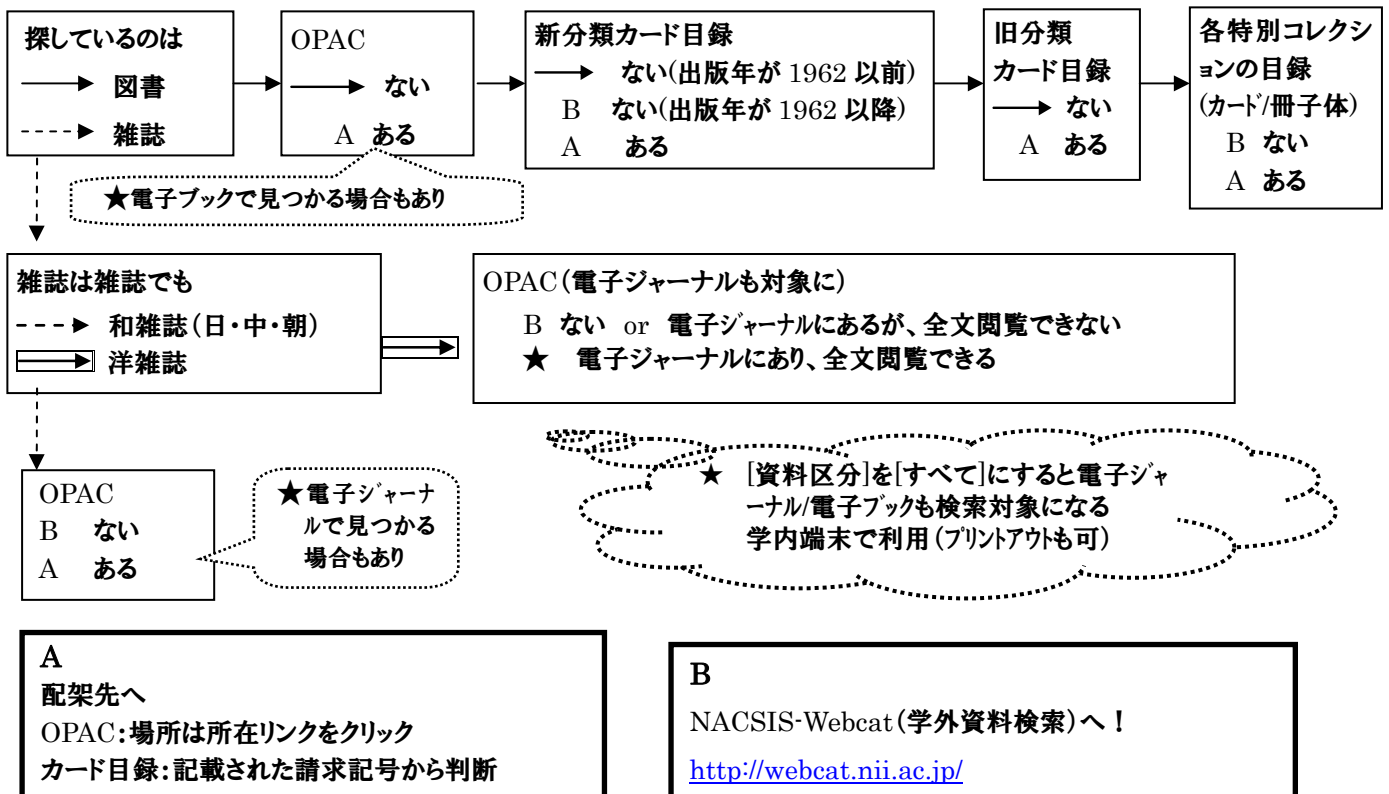 探しているのは
図書
雑誌
OPAC
ない
A ある
★電子ブックで見つかる場合もあり
新分類カード目録
ない(出版年が 1962 以前)
B ない(出版年が 1962 以降)
A ある
旧分類
カード目録
ない
A ある
各特別コレクシ
ョンの目録
(カード/冊子体)
B ない
A ある
雑誌は雑誌でも
和雑誌(日・中・朝)
洋雑誌
OPAC(電子ジャーナルも対象に)
B ない or 電子ジャーナルにあるが、全文閲覧できない
★ 電子ジャーナルにあり、全文閲覧できる
OPAC
B ない
A ある
★電子ジャーナ
ルで見つかる
場合もあり
★ [資料区分]を[すべて]にすると電子ジャ
ーナル/電子ブックも検索対象になる
学内端末で利用(プリントアウトも可)
A
配架先へ
OPAC:場所は所在リンクをクリック
カード目録:記載された請求記号から判断
B
NACSIS-Webcat(学外資料検索)へ!
http://webcat.nii.ac.jp/